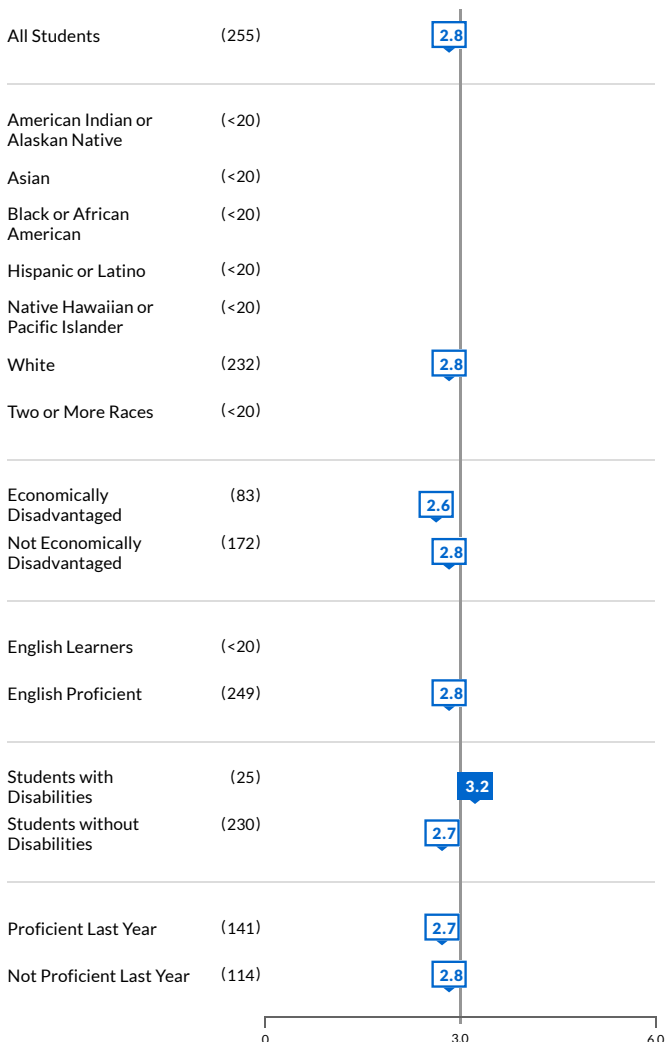 All Students (255) 2.8
American Indian or (<20)
Alaskan Native
Asian (<20)
Black or African (<20)
American
Hispanic or Latino (<20)
Native Hawaiian or (<20)
Pacific Islander
White (232) 2.8
Two or More Races (<20)
Economically (83) 2.6
Disadvantaged
Not Economically (172) 2.8
Disadvantaged
English Learners (<20)
English Proficient (249) 2.8
Students with (25) 3.2
Disabilities
Students without (230) 2.7
Disabilities
Proficient Last Year (141) 2.7
Not Proficient Last Year (114) 2.8
0 3.0 6.0